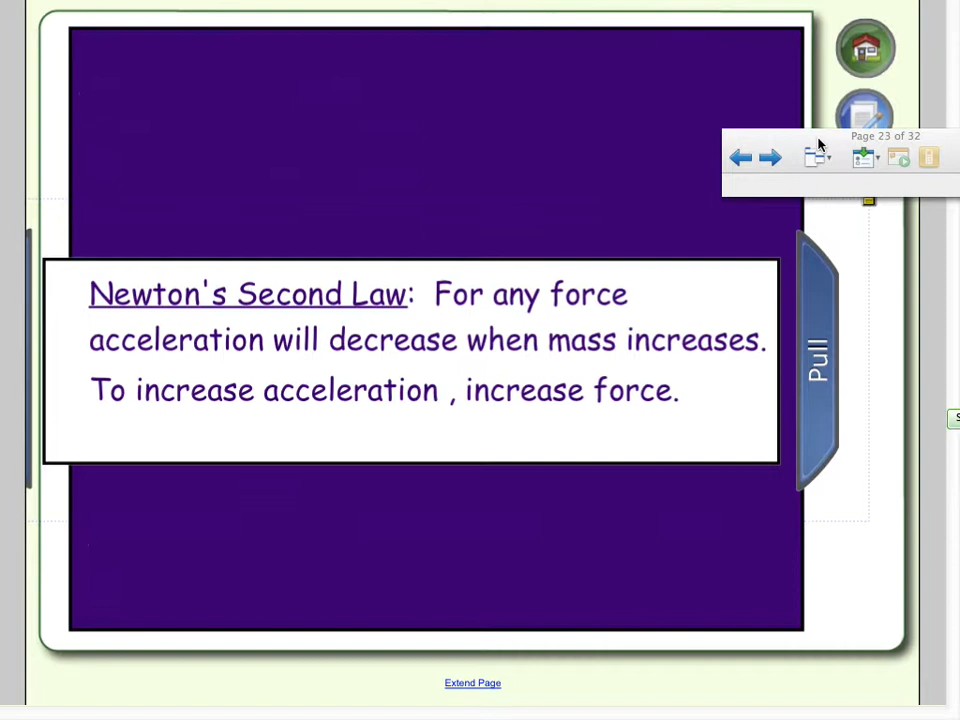 Page 23 of 32
Newton's Second Law: For any force
acceleration will decrease when mass increases.
To increase acceleration , increase force.
Pull
S
Extend Page